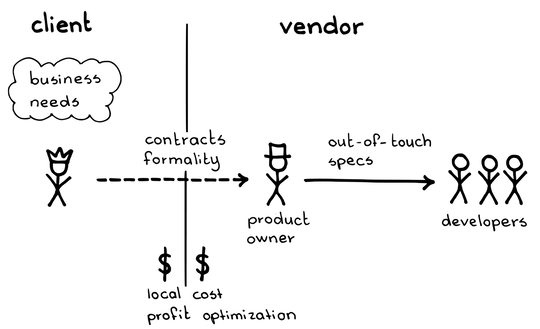 client
vendor
business
needs
contracts
formality
out-of-touch
specs
product
owner
developers
$ $
local cost
profit optimization